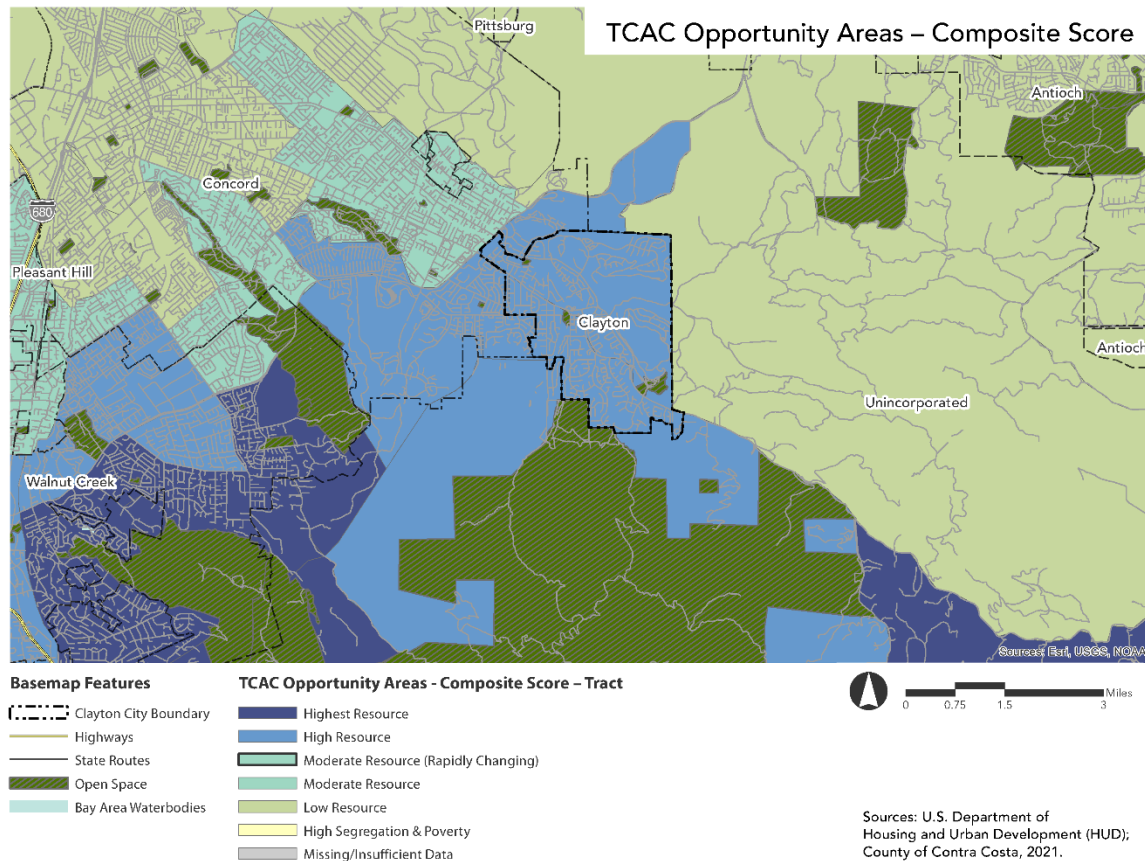 TCAC Opportunity Areas – Composite Score
Pittsburg
Antioch
Concord
680
Pleasant Hill
Clayton
Antioch
Unincorporated
Walnut Creek
Sources: Esri, USGS, NOAA
Basemap Features
Clayton City Boundary
Highways
State Routes
Open Space
Bay Area Waterbodies
TCAC Opportunity Areas - Composite Score – Tract
Highest Resource
High Resource
Moderate Resource (Rapidly Changing)
Moderate Resource
Low Resource
High Segregation & Poverty
Missing/Insufficient Data
Miles
0 0.75 1.5 3
Sources: U.S. Department of
Housing and Urban Development (HUD);
County of Contra Costa, 2021.